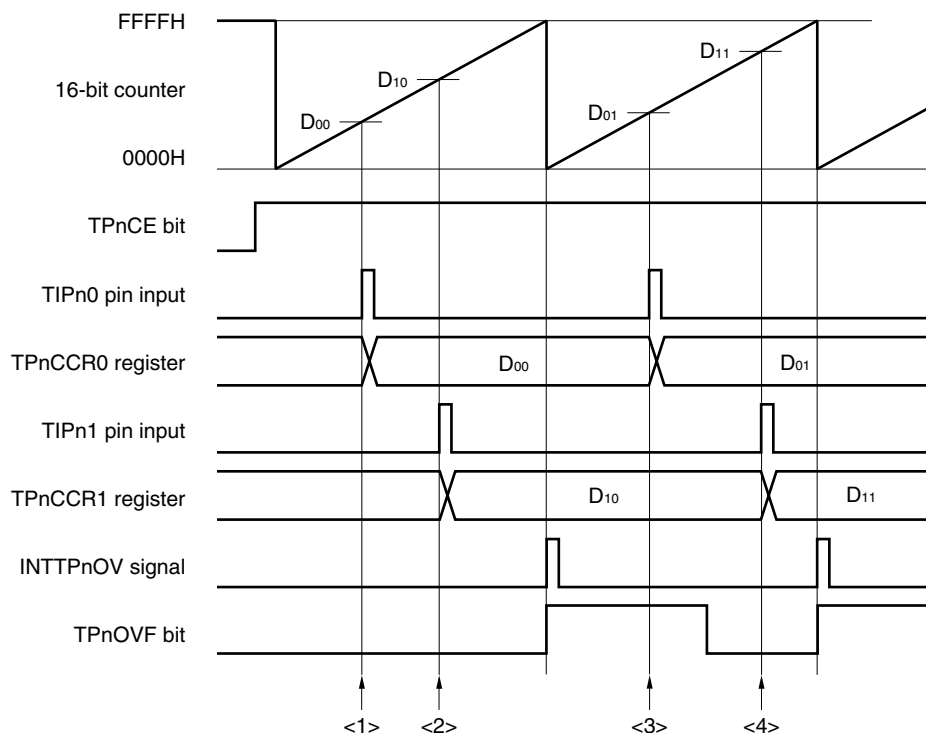 FFFFH
D11
D10
16-bit counter
D01
D00
0000H
TPnCE bit
TIPn0 pin input
TPnCCR0 register
D00
D01
TIPn1 pin input
TPnCCR1 register
D10
D11
INTTPnOV signal
TPnOVF bit
<1>
<2>
<3>
<4>